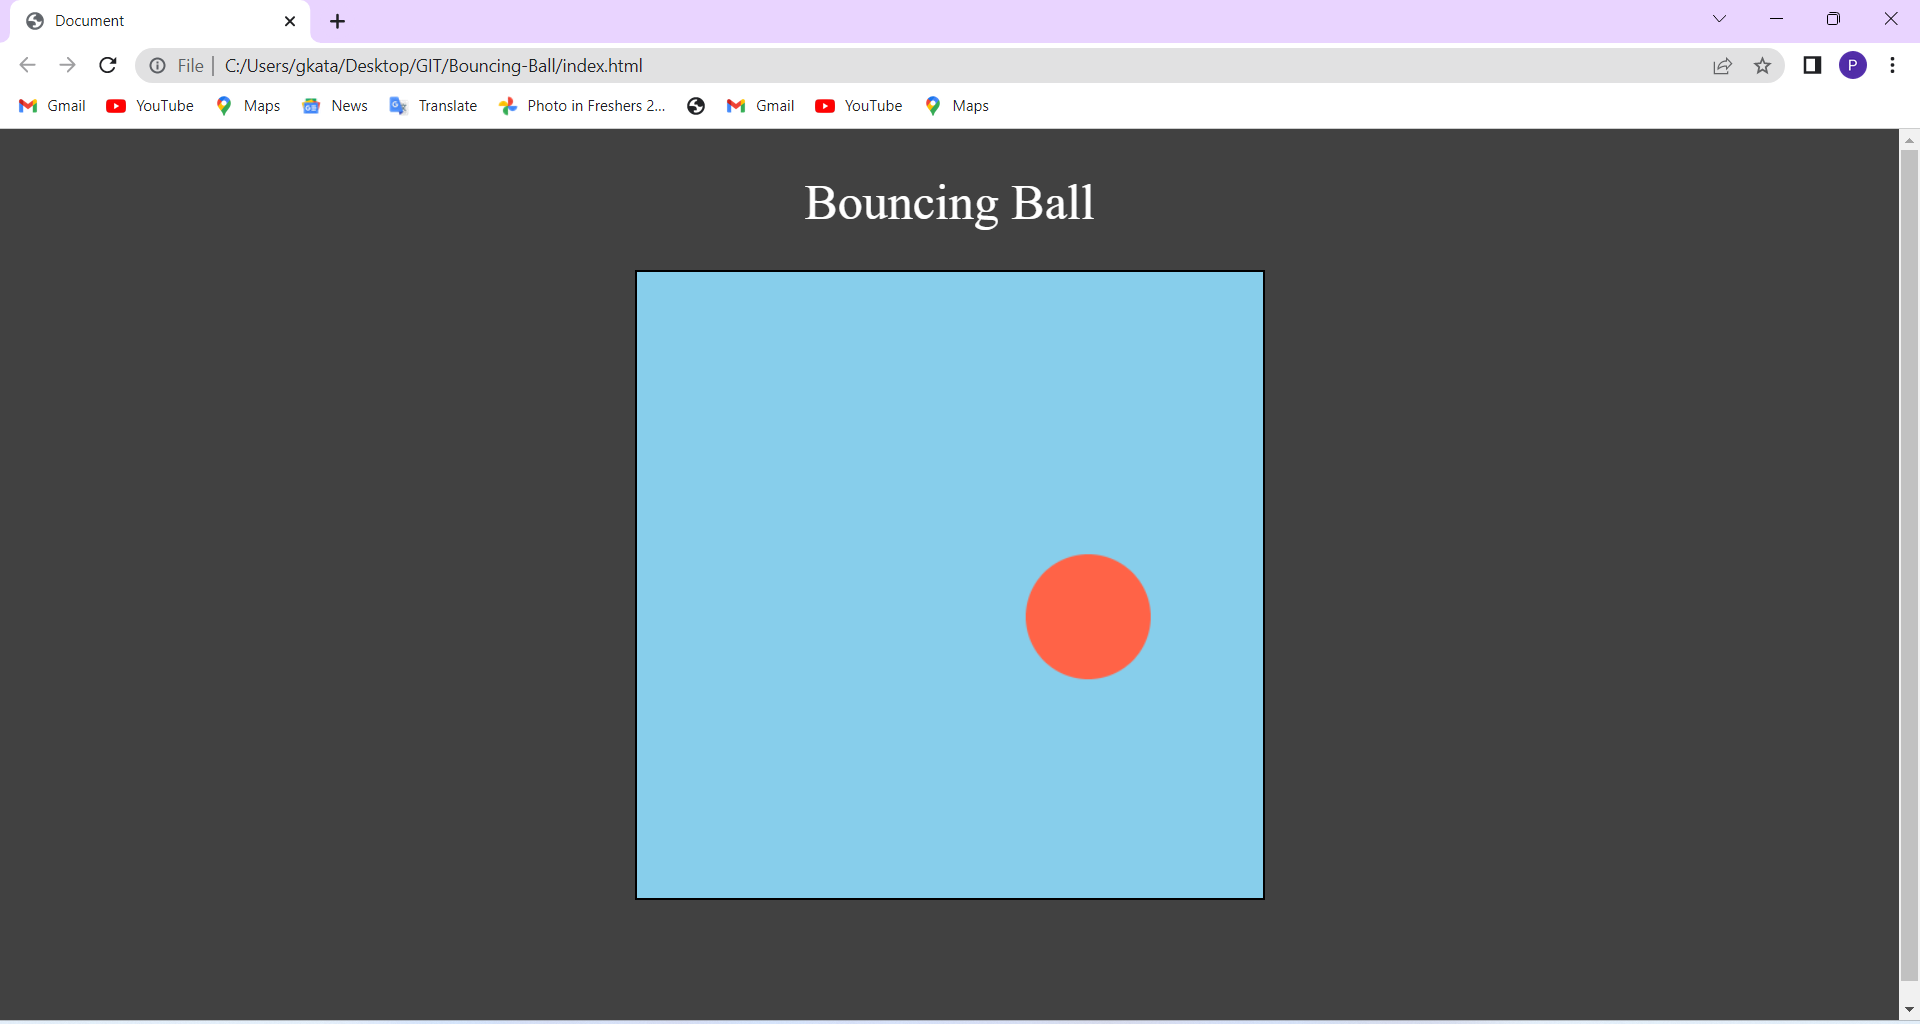 Document
File C:/Users/gkata/Desktop/GIT/Bouncing-Ball/index.html
P
Gmail YouTube Maps News Translate Photo in Freshers 2... Gmail YouTube Maps
Bouncing Ball